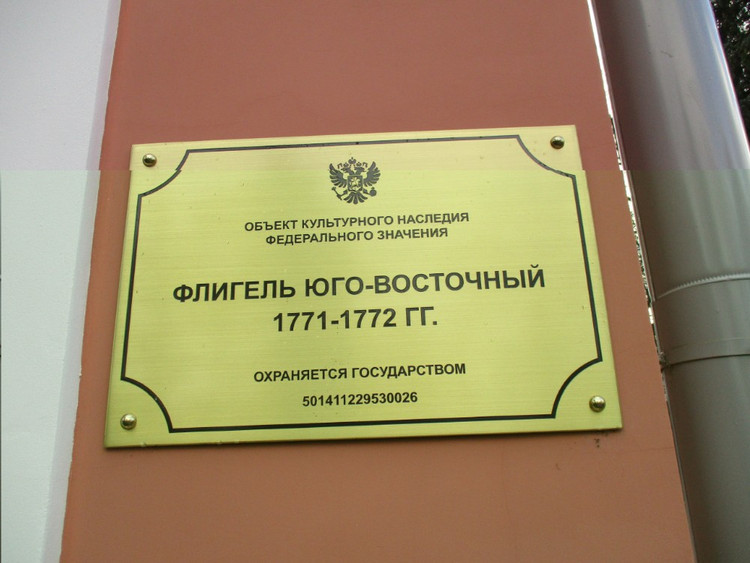 ОБЪЕКТ КУЛЬТУРНОГО НАСЛЕДИЯ
ФЕДЕРАЛЬНОГО ЗНАЧЕНИЯ
ФЛИГЕЛЬ ЮГО-ВОСТОЧНЫЙ
1771-1772 ГГ.
ОХРАНЯЕТСЯ ГОСУДАРСТВОМ
501411229530026